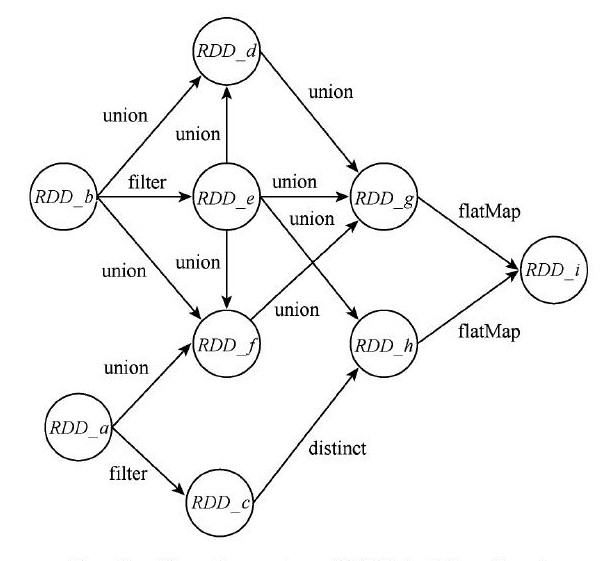 RDD_d
union
union
union
RDD_b
filter
RDD_e
union
RDD_g
union
flatMap
union
union
RDD_i
union
RDD_f
RDD_h
flatMap
union
RDD_a
distinct
filter
RDD_c